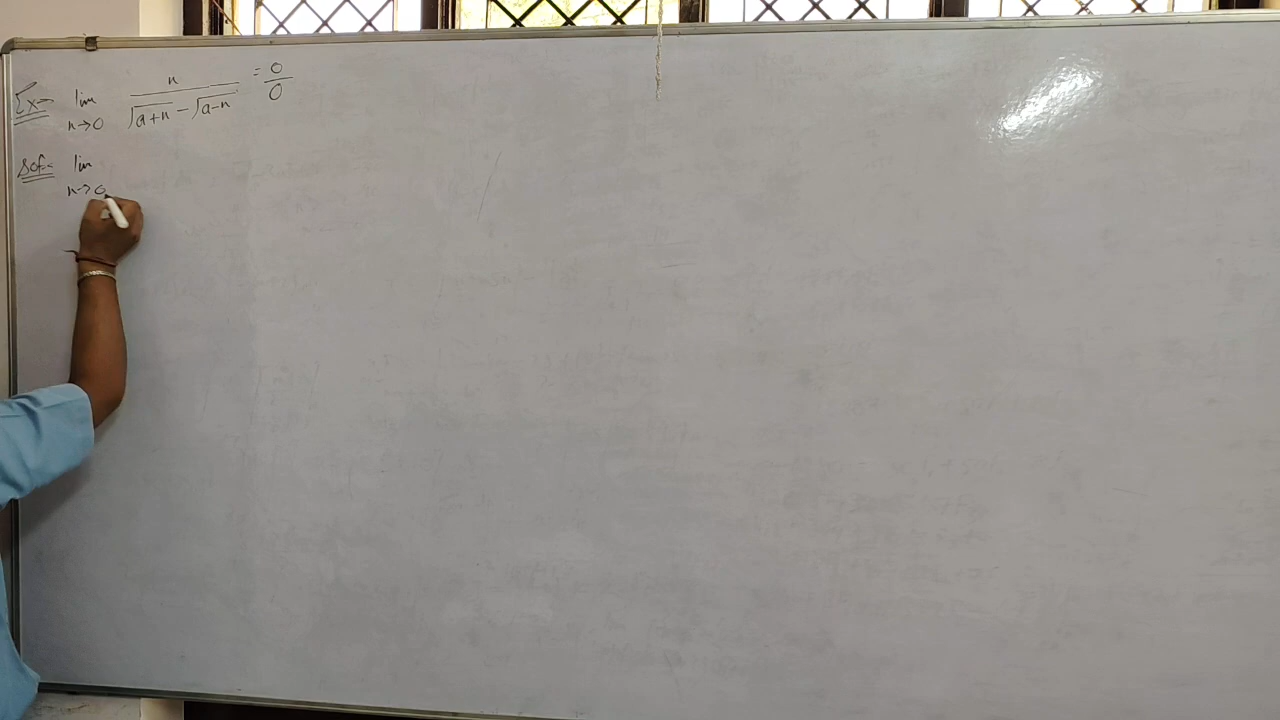 Ex:- lim x→0 x/(√(a+x) - √(a-x)) = 0/0
Sol:- lim x→0